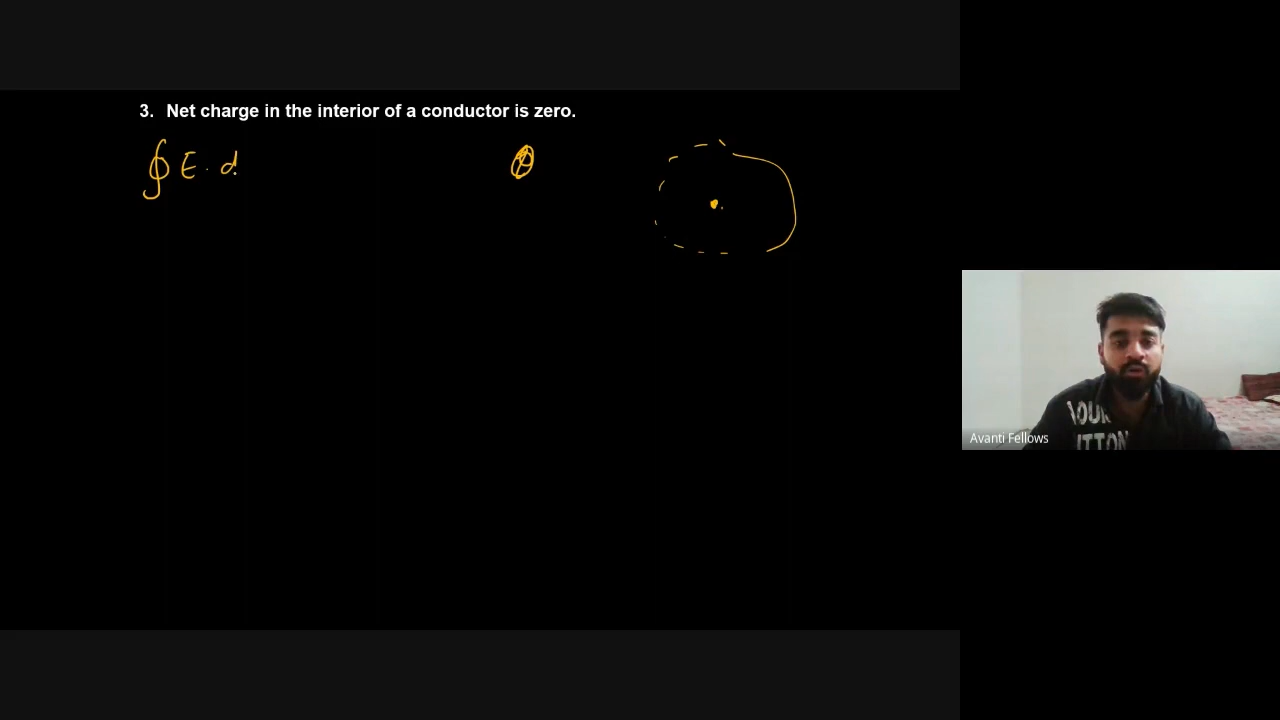 3. Net charge in the interior of a conductor is zero.
∮ E · d
Avanti Fellows